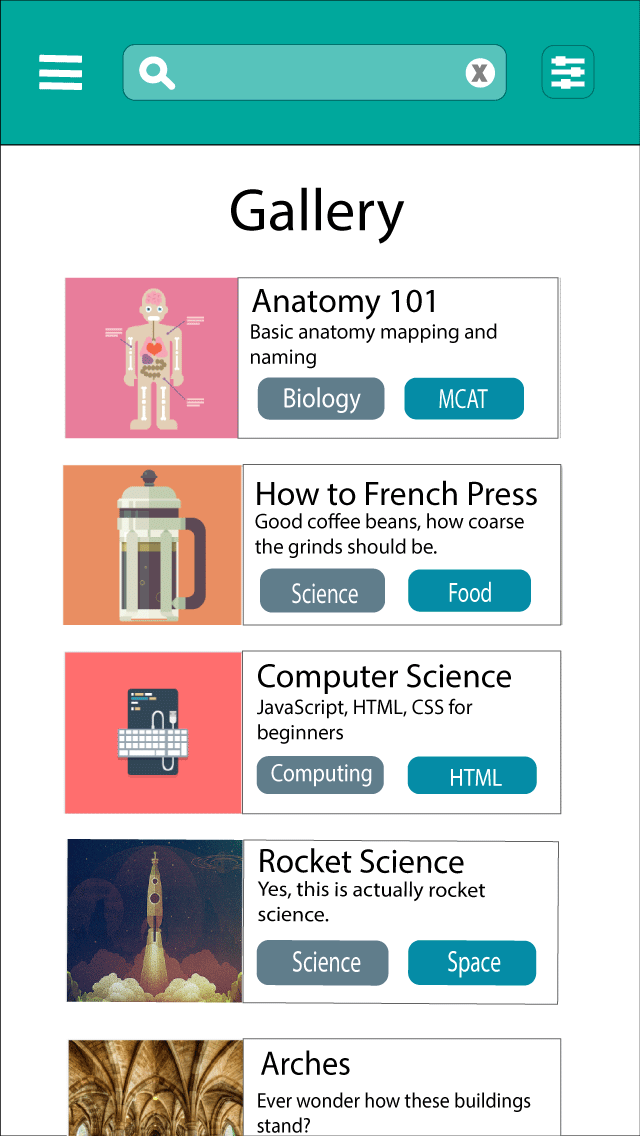 X
Gallery
Anatomy 101
Basic anatomy mapping and
naming
Biology
MCAT
How to French Press
Good coffee beans, how coarse
the grinds should be.
Science
Food
Computer Science
JavaScript, HTML, CSS for
beginners
Computing
HTML
Rocket Science
Yes, this is actually rocket
science.
Science
Space
Arches
Ever wonder how these buildings
stand?